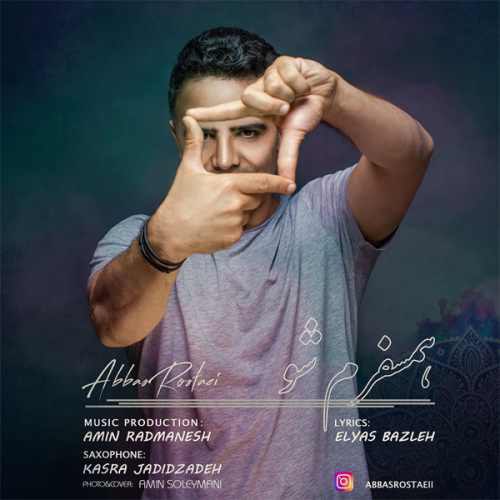 Abbas Rostaei
همسفرم شو
MUSIC PRODUCTION:
AMIN RADMANESH
LYRICS:
ELYAS BAZLEH
SAXOPHONE:
KASRA JADIDZADEH
PHOTO&COVER: AMIN SOLEYMANI
ABBASROSTAEII